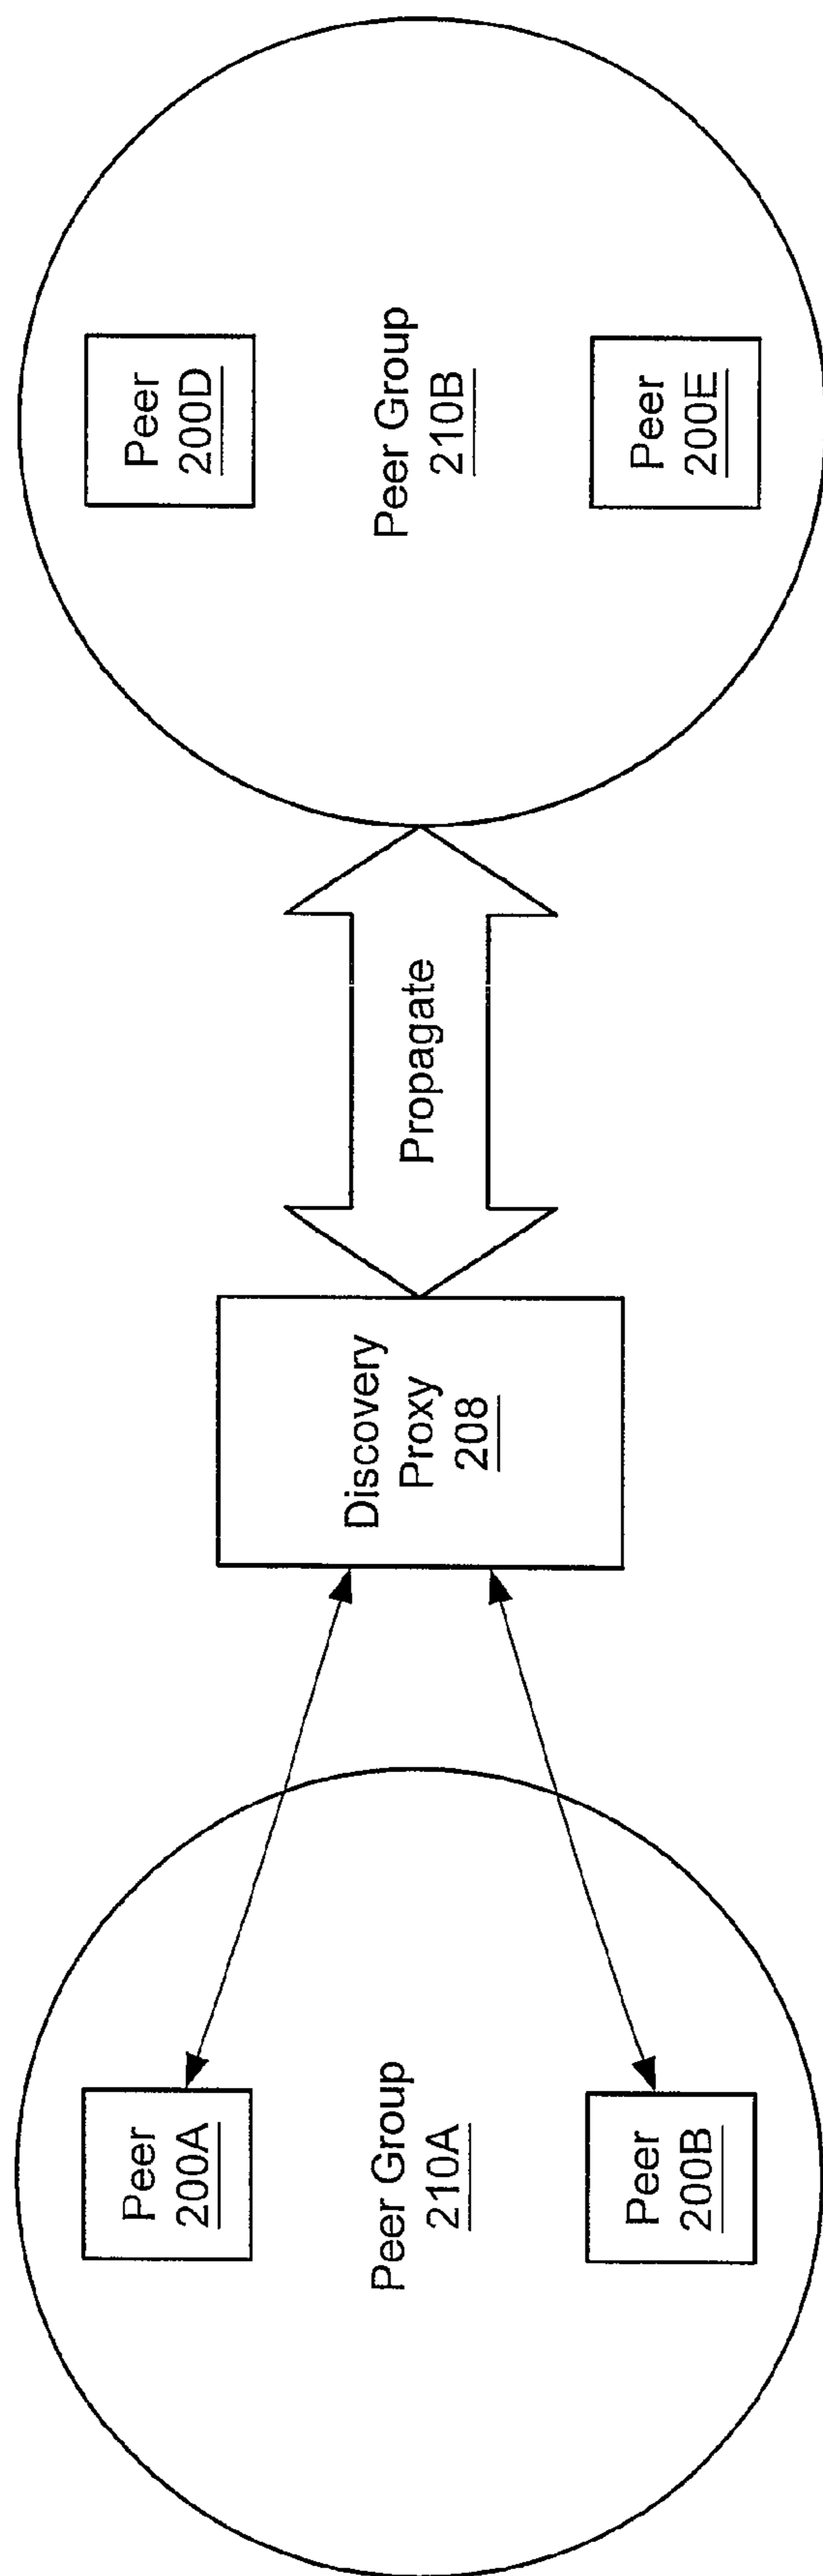 Peer
200A
Peer Group
210A
Peer
200B
Discovery
Proxy
208
Propagate
Peer
200D
Peer Group
210B
Peer
200E